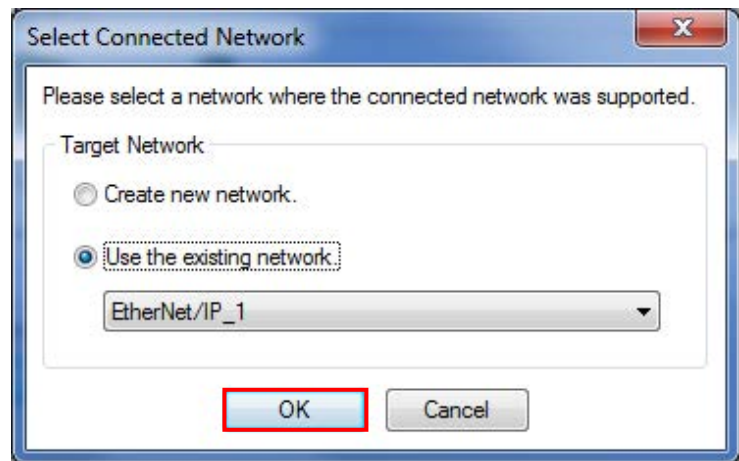 Select Connected Network
Please select a network where the connected network was supported.
Target Network
Create new network.
Use the existing network.
EtherNet/IP_1
OK
Cancel